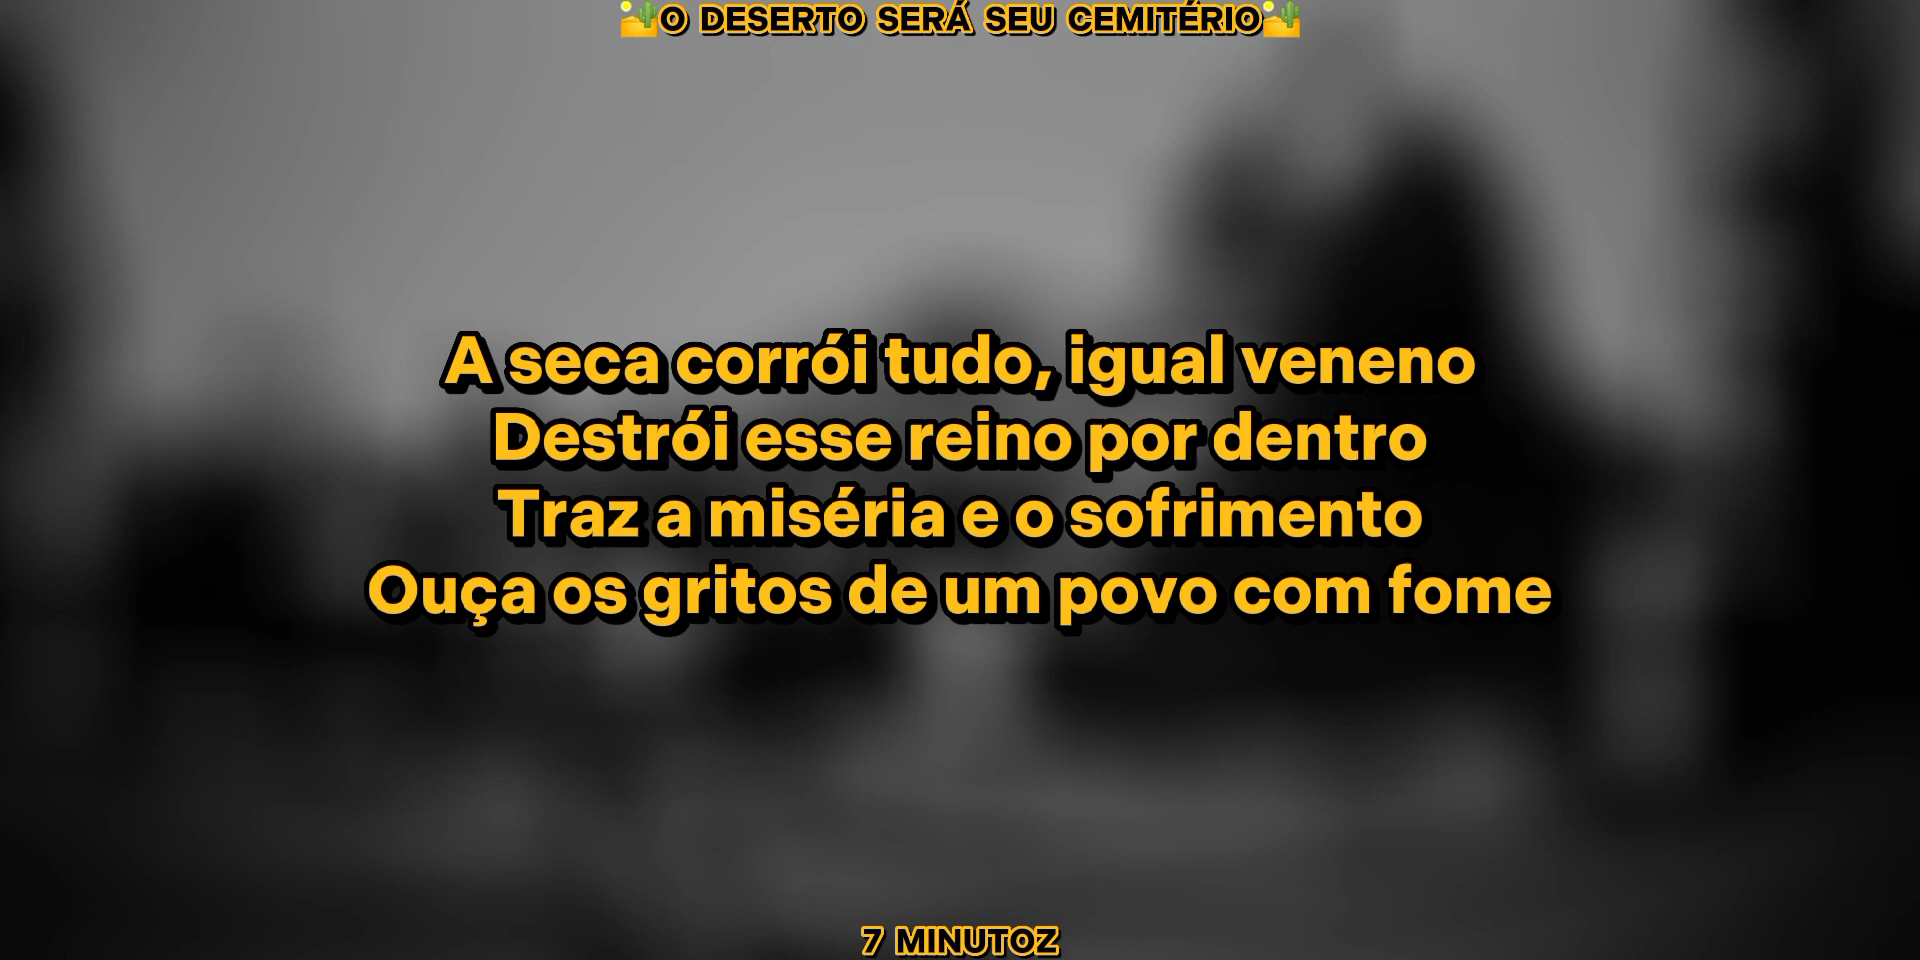 🏜️O DESERTO SERÁ SEU CEMITÉRIO🏜️
A seca corrói tudo, igual veneno
Destrói esse reino por dentro
Traz a miséria e o sofrimento
Ouça os gritos de um povo com fome
7 MINUTOZ